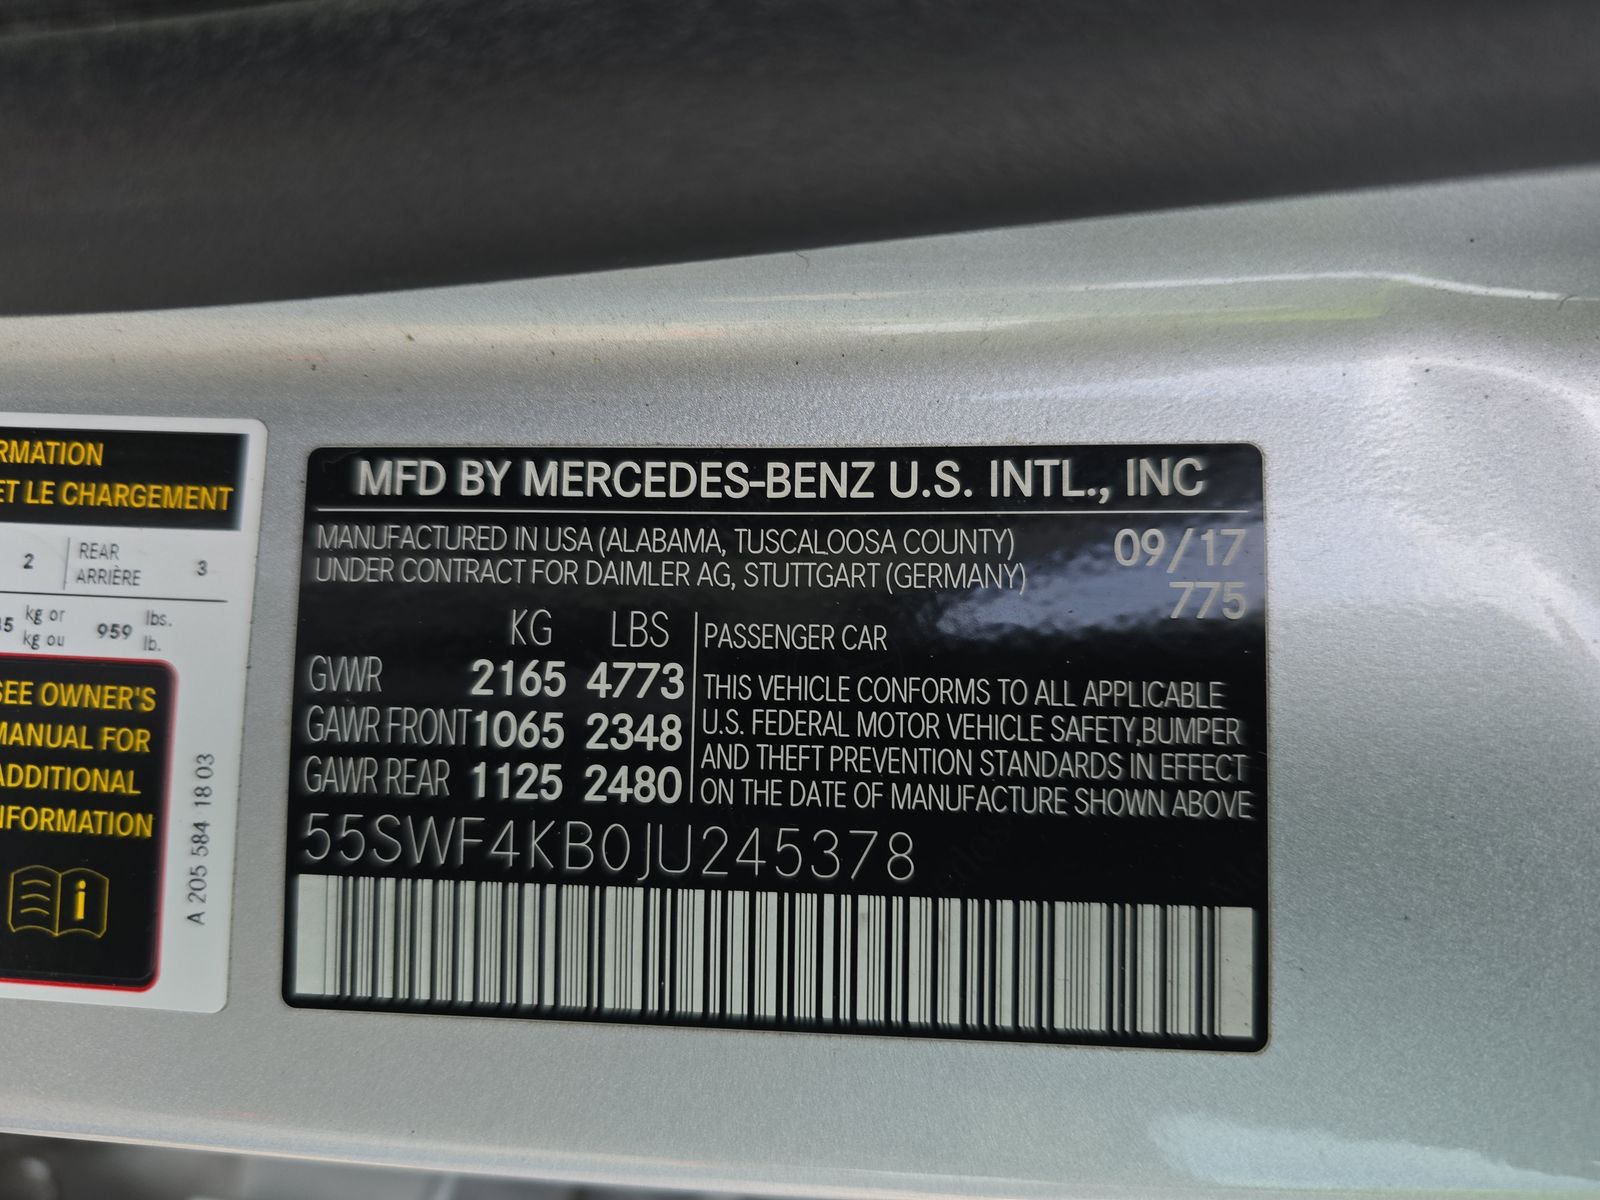 RMATION
ET LE CHARGEMENT
2 REAR 3
ARRIÈRE
5 kg or 959 lbs.
kg ou lb.
SEE OWNER'S
MANUAL FOR
ADDITIONAL
INFORMATION
i
A 205 584 18 03
MFD BY MERCEDES-BENZ U.S. INTL., INC
MANUFACTURED IN USA (ALABAMA, TUSCALOOSA COUNTY) 09/17
UNDER CONTRACT FOR DAIMLER AG, STUTTGART (GERMANY) 775
KG LBS
GVWR 2165 4773
GAWR FRONT 1065 2348
GAWR REAR 1125 2480
PASSENGER CAR
THIS VEHICLE CONFORMS TO ALL APPLICABLE
U.S. FEDERAL MOTOR VEHICLE SAFETY,BUMPER
AND THEFT PREVENTION STANDARDS IN EFFECT
ON THE DATE OF MANUFACTURE SHOWN ABOVE
55SWF4KB0JU245378